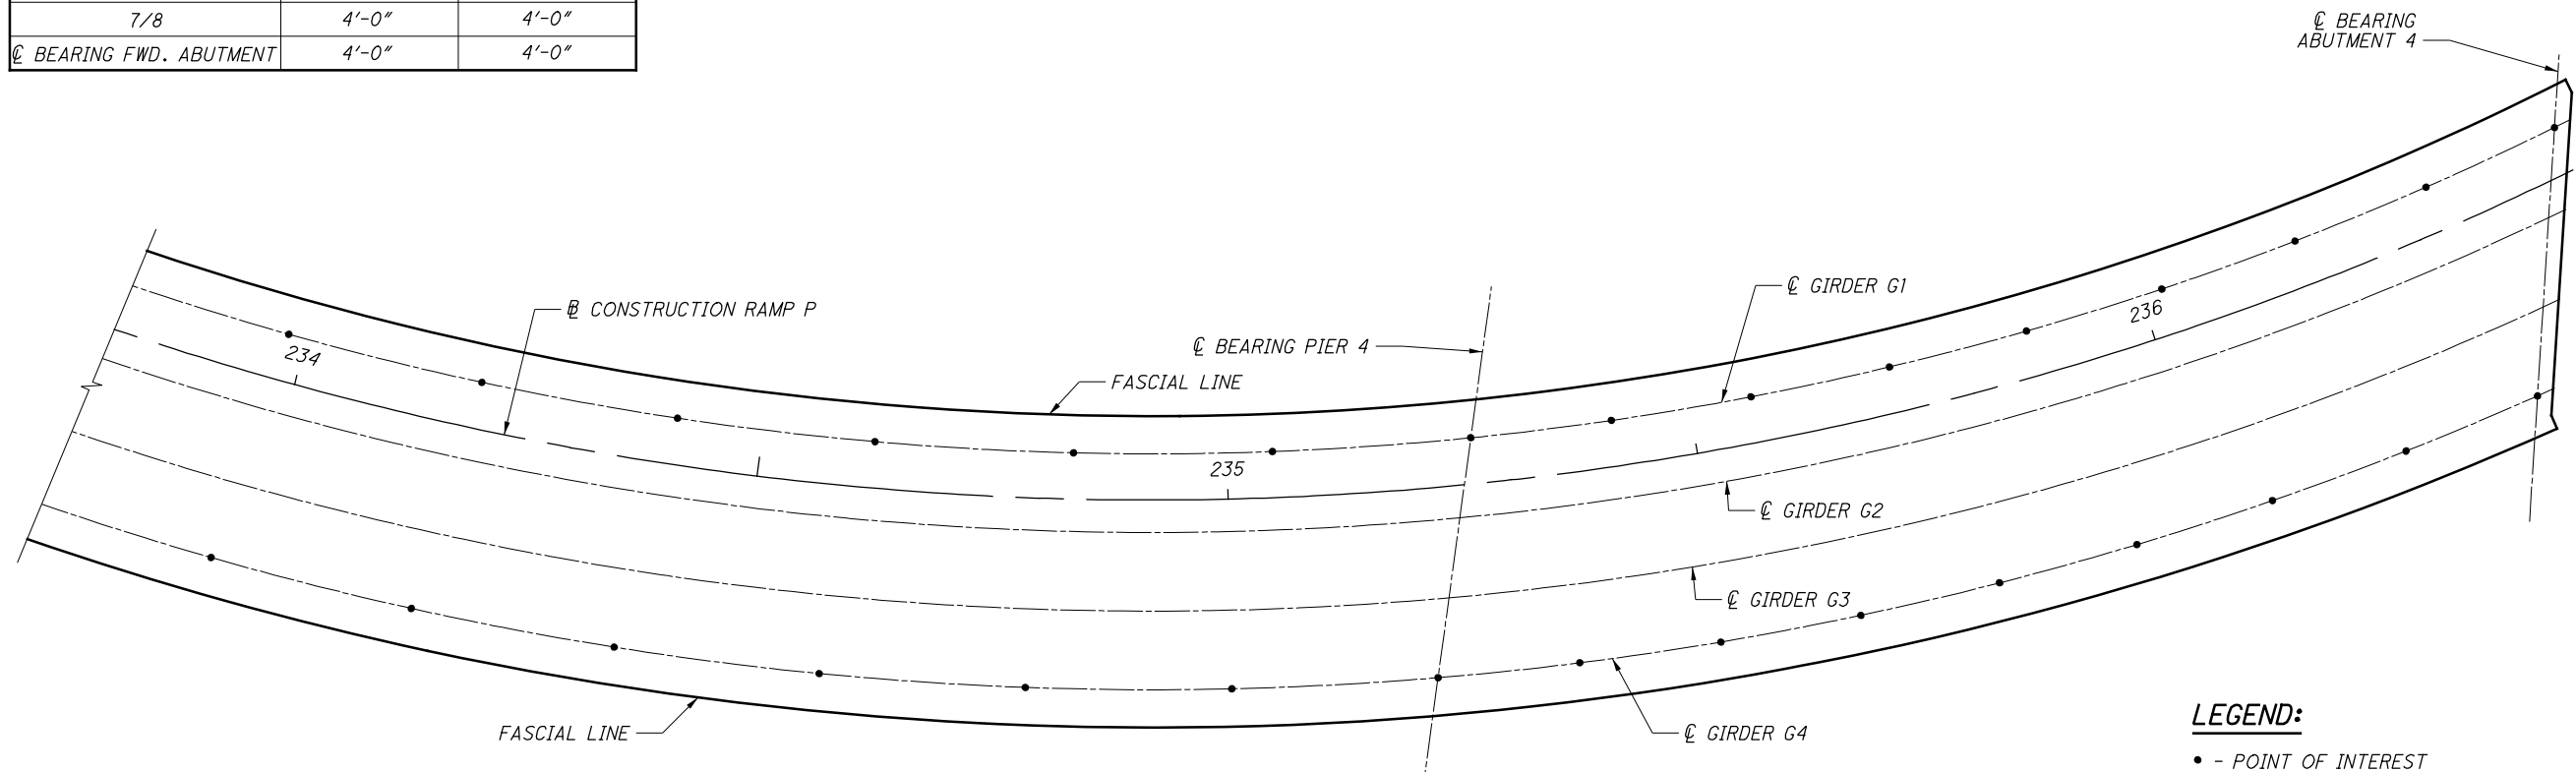 7/8 4'-0" 4'-0"
℄ BEARING FWD. ABUTMENT 4'-0" 4'-0"
℄ BEARING
ABUTMENT 4
℄ GIRDER G1
236
B CONSTRUCTION RAMP P
℄ BEARING PIER 4
234
FASCIAL LINE
235
℄ GIRDER G2
℄ GIRDER G3
FASCIAL LINE
℄ GIRDER G4
LEGEND:
• - POINT OF INTEREST